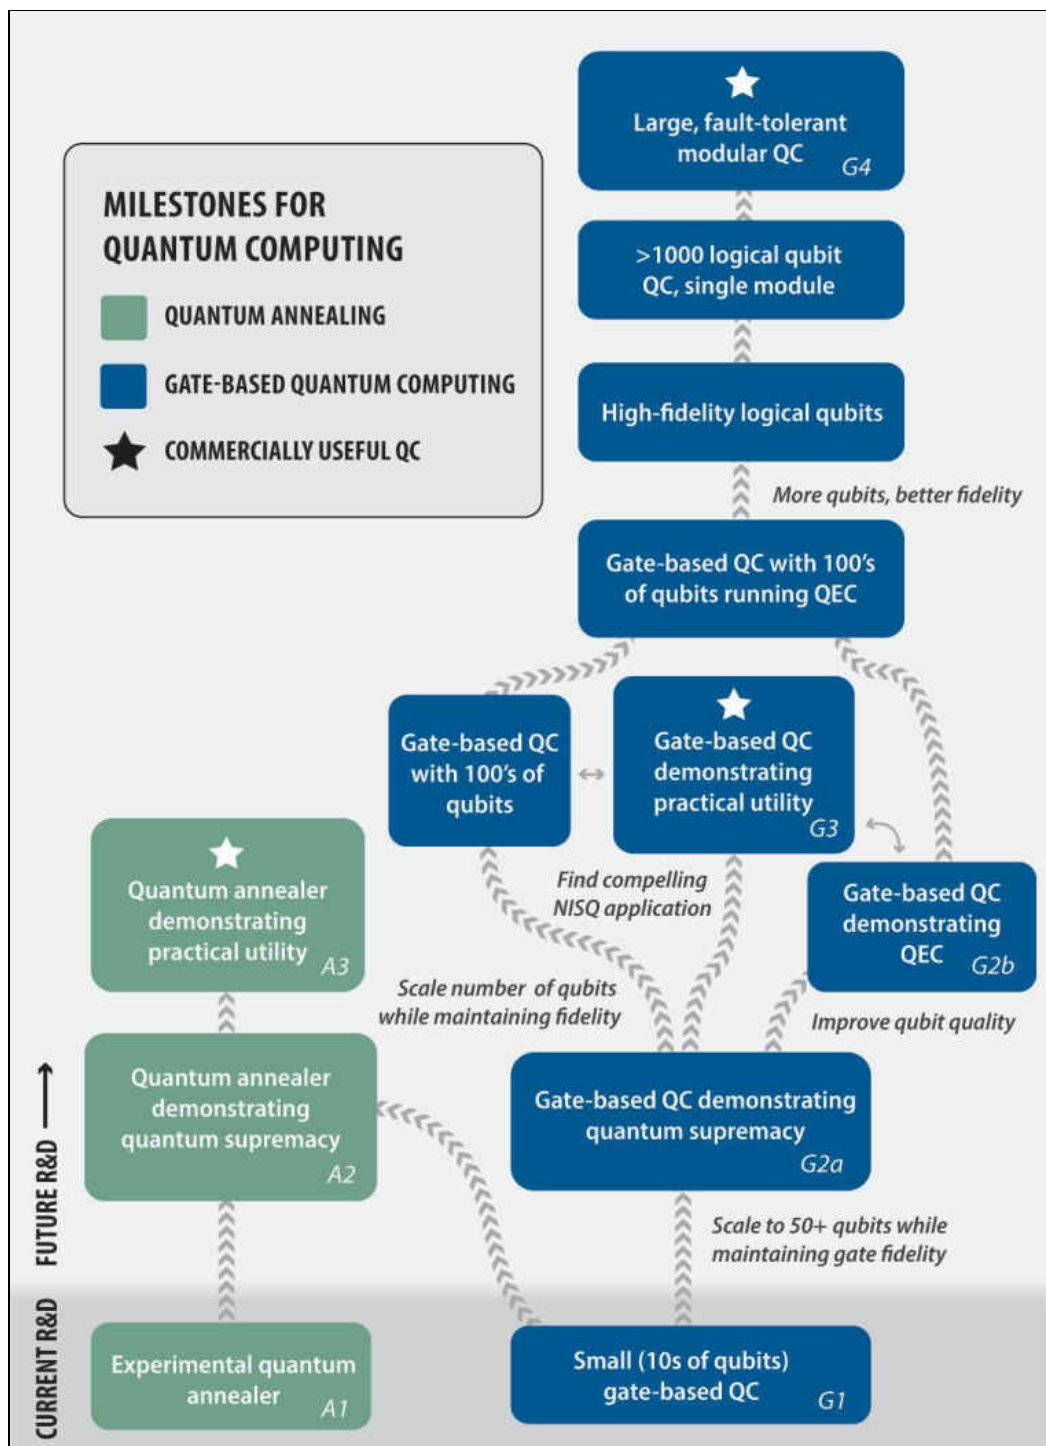 MILESTONES FOR
QUANTUM COMPUTING
QUANTUM ANNEALING
GATE-BASED QUANTUM COMPUTING
COMMERCIALLY USEFUL QC
Large, fault-tolerant
modular QC
G4
>1000 logical qubit
QC, single module
High-fidelity logical qubits
More qubits, better fidelity
Gate-based QC with 100's
of qubits running QEC
Gate-based QC
with 100's of
qubits
Gate-based QC
demonstrating
practical utility
G3
Quantum annealer
demonstrating
practical utility
A3
Find compelling
NISQ application
Gate-based QC
demonstrating
QEC
G2b
Scale number of qubits
while maintaining fidelity
Improve qubit quality
Quantum annealer
demonstrating
quantum supremacy
A2
Gate-based QC demonstrating
quantum supremacy
G2a
Scale to 50+ qubits while
maintaining gate fidelity
FUTURE R&D
CURRENT R&D
Experimental quantum
annealer
A1
Small (10s of qubits)
gate-based QC
G1